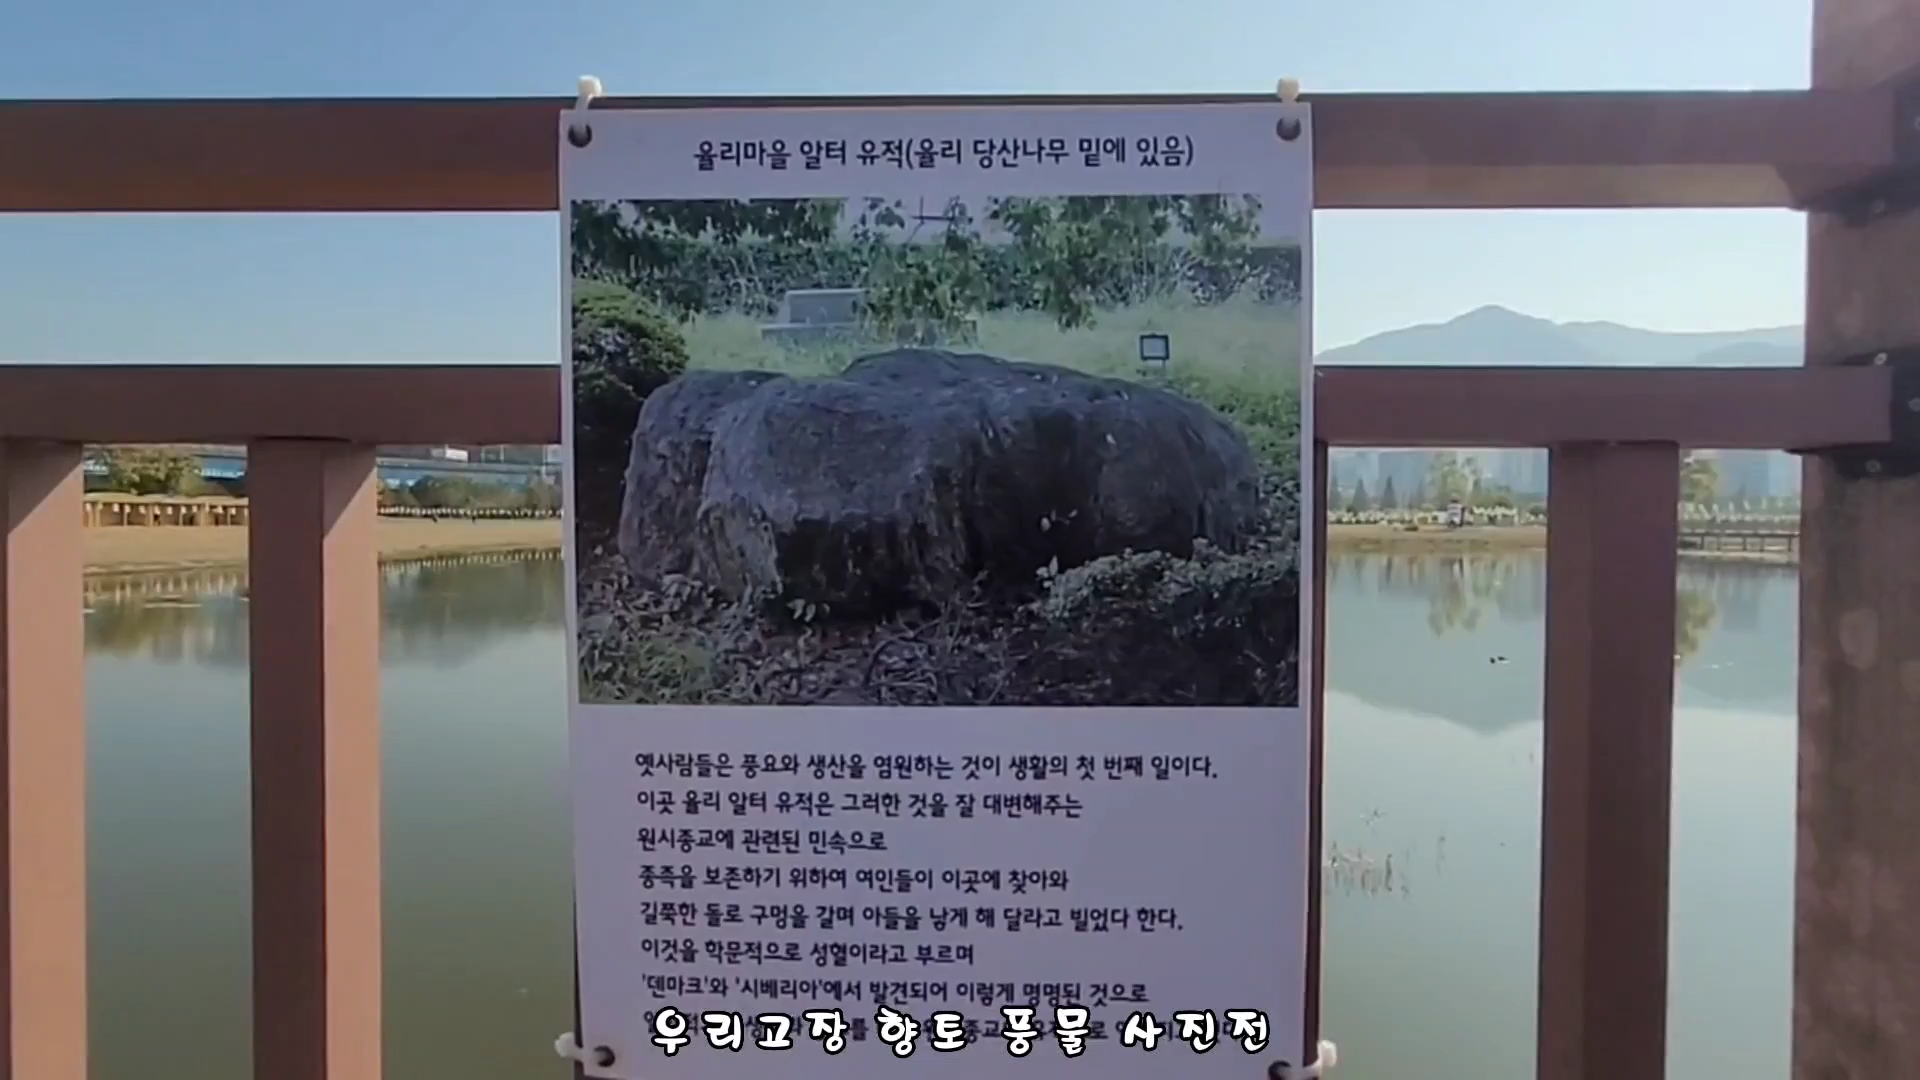 율리마을 알터 유적(율리 당산나무 밑에 있음)
옛사람들은 풍요와 생산을 염원하는 것이 생활의 첫 번째 일이다.
이곳 율리 알터 유적은 그러한 것을 잘 대변해주는
원시종교에 관련된 민속으로
종족을 보존하기 위하여 여인들이 이곳에 찾아와
길쭉한 돌로 구멍을 갈며 아들을 낳게 해 달라고 빌었다 한다.
이것을 학문적으로 성혈이라고 부르며
'덴마크'와 '시베리아'에서 발견되어 이렇게 명명된 것으로
우리고장 향토 풍물 사진전